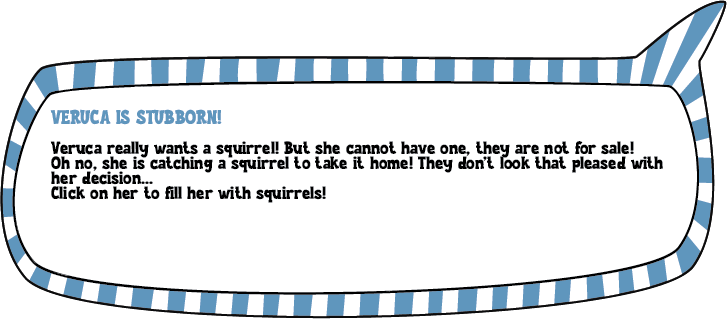 VERUCA IS STUBBORN!
Veruca really wants a squirrel! But she cannot have one, they are not for sale!
Oh no, she is catching a squirrel to take it home! They don't look that pleased with
her decision...
Click on her to fill her with squirrels!